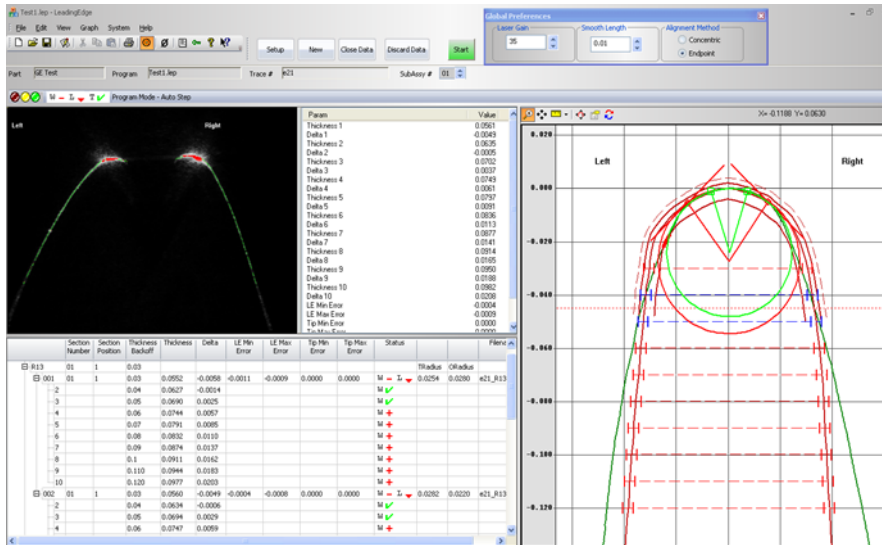 Test1.lep - LeadingEdge
File Edit View Graph System Help
Setup New Close Data Discard Data Start
Global Preferences
Laser Gain Smooth Length Alignment Method
35 0.01 Concentric
Endpoint
Part GE Test Program Test1.lep Trace # e21 SubAssy # 01
W L T Program Mode - Auto Step
X= -0.1188 Y= 0.0630
Left Right
Param Value
Thickness 1 0.0561
Delta 1 -0.0049
Thickness 2 0.0635
Delta 2 -0.0005
Thickness 3 0.0702
Delta 3 0.0037
Thickness 4 0.0749
Delta 4 0.0061
Thickness 5 0.0797
Delta 5 0.0091
Thickness 6 0.0836
Delta 6 0.0113
Thickness 7 0.0877
Delta 7 0.0141
Thickness 8 0.0914
Delta 8 0.0165
Thickness 9 0.0950
Delta 9 0.0188
Thickness 10 0.0982
Delta 10 0.0208
LE Min Error -0.0004
LE Max Error -0.0009
Tip Min Error 0.0000
Tip Max Error 0.0000
Section Number Section Position Thickness Backoff Thickness Delta LE Min Error LE Max Error Tip Min Error Tip Max Error Status Filena
R13 01 1 0.03 TRadius ORadius
001 01 1 0.03 0.0552 -0.0058 -0.0011 -0.0009 0.0000 0.0000 W L 0.0254 0.0280 e21_R13
2 0.04 0.0627 -0.0014 W
3 0.05 0.0690 0.0025 W
4 0.06 0.0744 0.0057 W
5 0.07 0.0791 0.0085 W
6 0.08 0.0832 0.0110 W
7 0.09 0.0874 0.0137 W
8 0.1 0.0911 0.0162 W
9 0.110 0.0944 0.0183 W
10 0.120 0.0977 0.0203 W
002 01 1 0.03 0.0560 -0.0049 -0.0004 -0.0008 0.0000 0.0000 W L 0.0282 0.0220 e21_R13
2 0.04 0.0634 -0.0006 W
3 0.05 0.0694 0.0029 W
4 0.06 0.0747 0.0059 W
Left Right
0.020
0.000
-0.020
-0.040
-0.060
-0.080
-0.100
-0.120